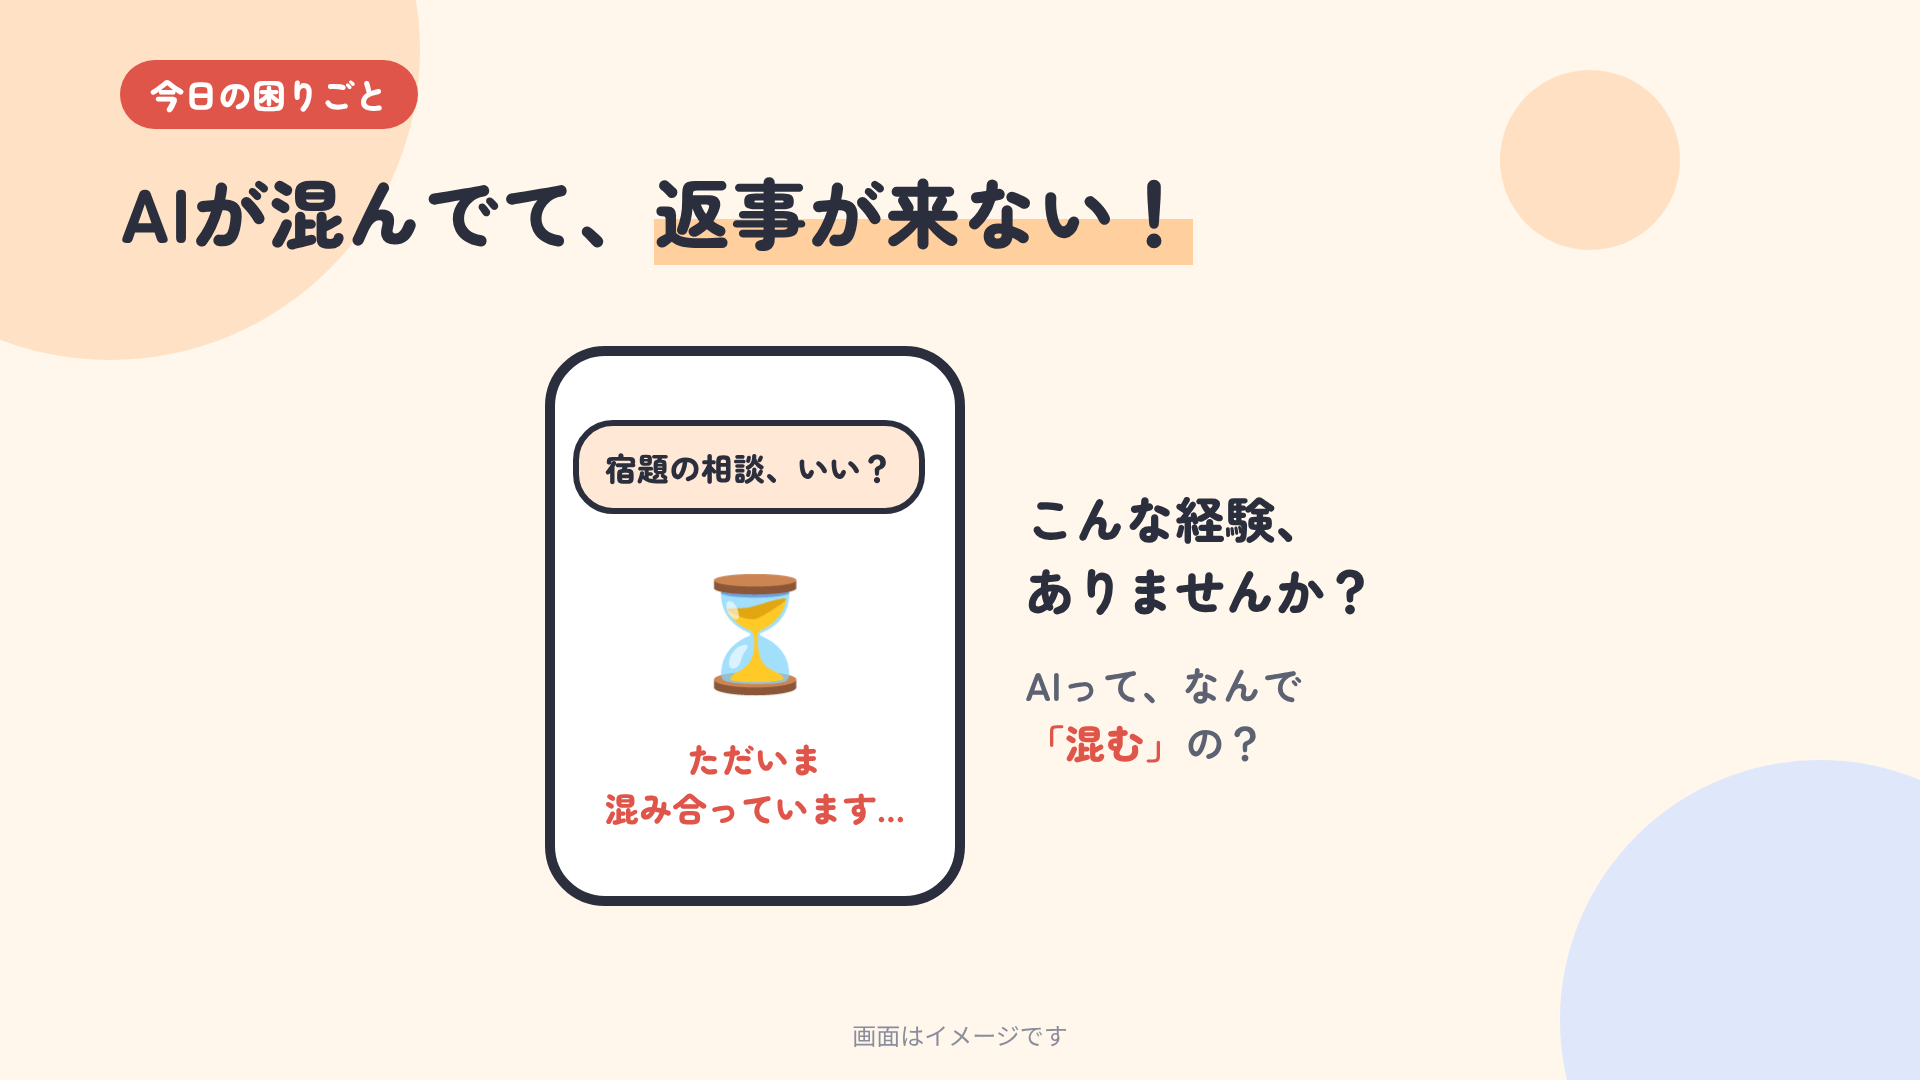 今日の困りごと
AIが混んでて、返事が来ない！
宿題の相談、いい？
ただいま
混み合っています…
こんな経験、
ありませんか？
AIって、なんで
「混む」の？
画面はイメージです